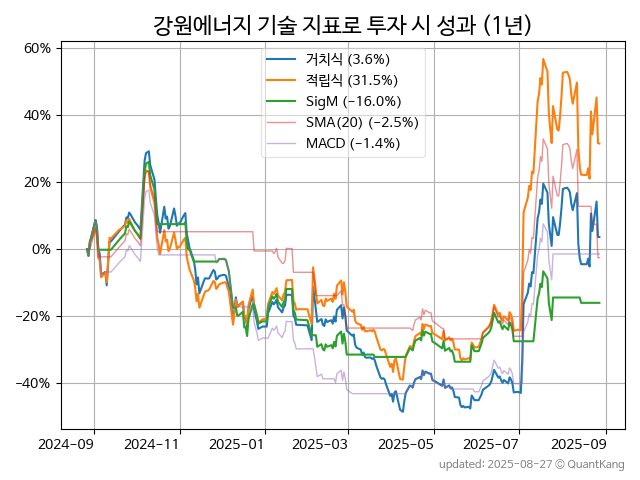 강원에너지 기술 지표로 투자 시 성과 (1년)
60%
40%
20%
0%
−20%
−40%
거치식 (3.6%)
적립식 (31.5%)
SigM (−16.0%)
SMA(20) (−2.5%)
MACD (−1.4%)
2024-09 2024-11 2025-01 2025-03 2025-05 2025-07 2025-09
updated: 2025-08-27 © QuantKang